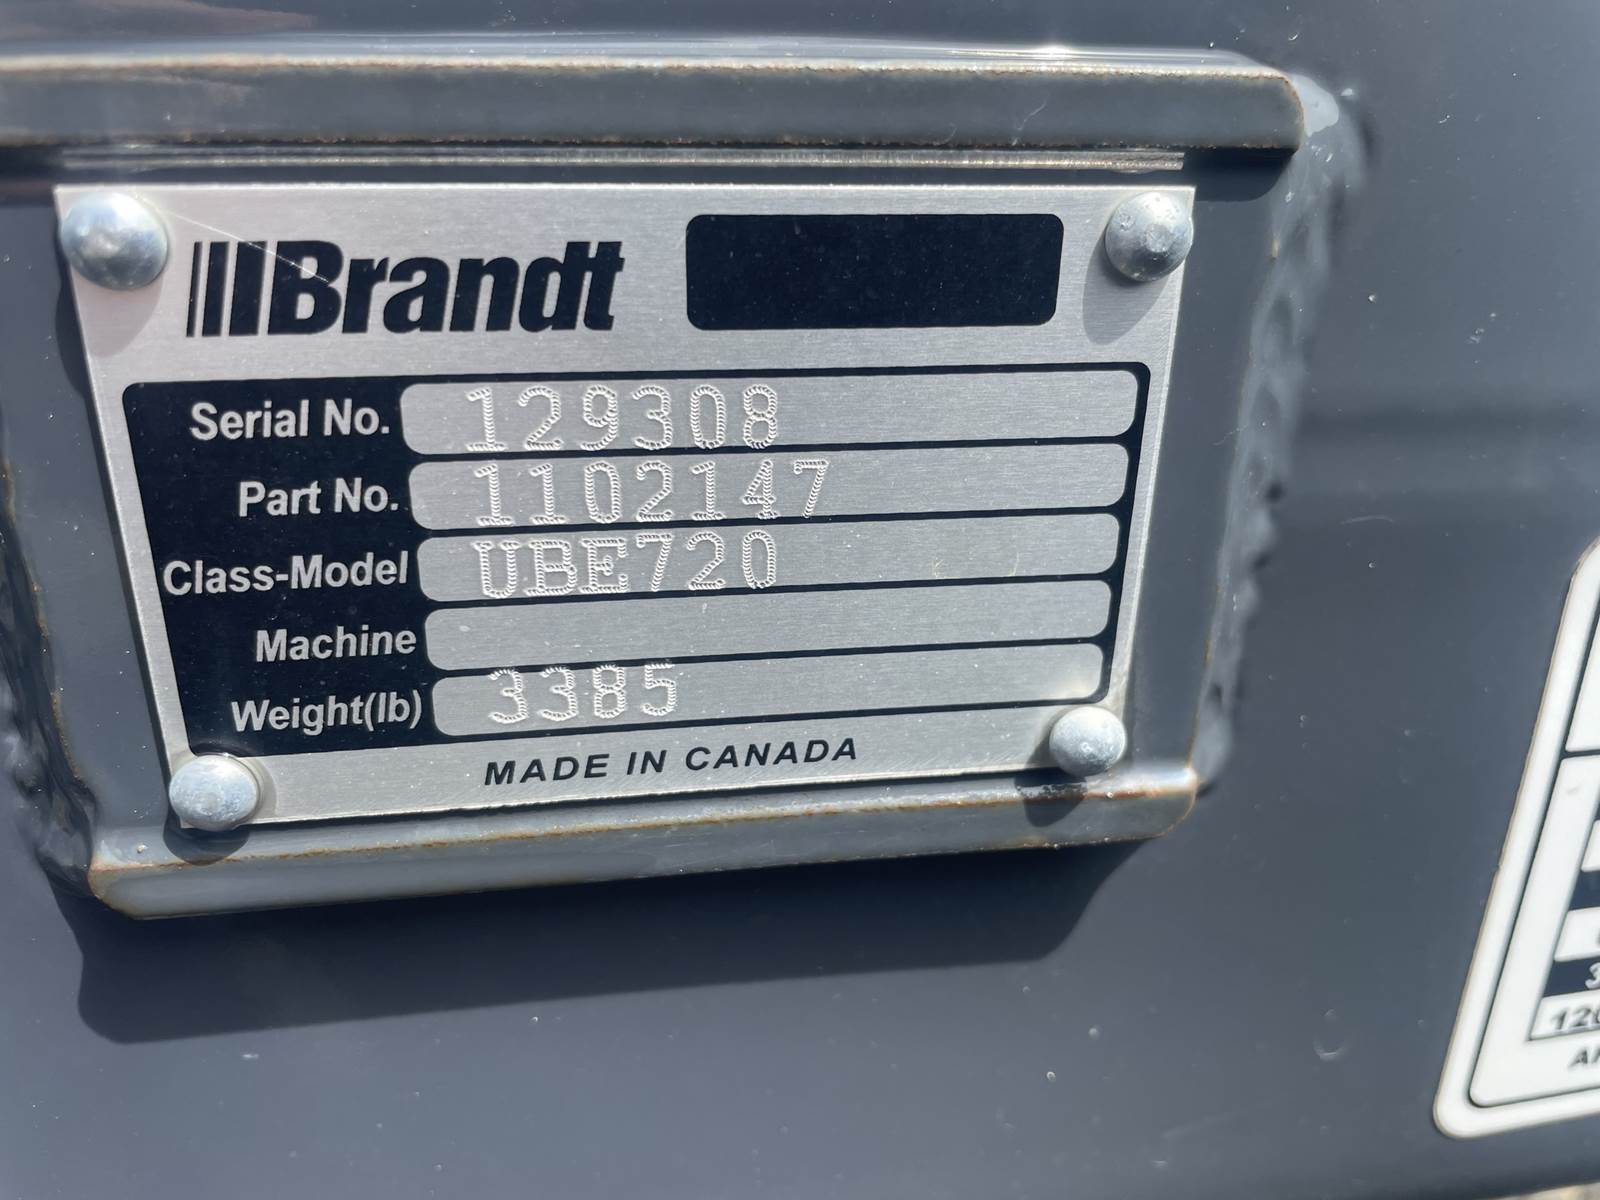 Brandt
Serial No. 129308
Part No. 1102147
Class-Model UBE720
Machine
Weight(lb) 3385
MADE IN CANADA